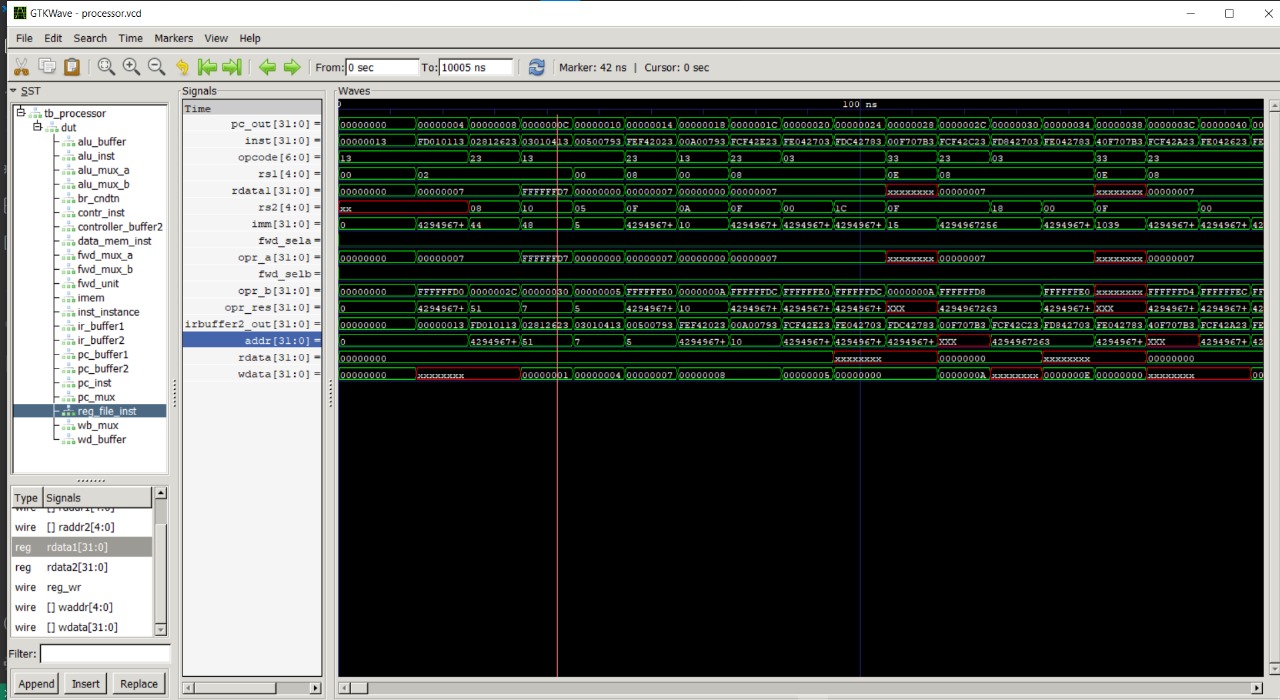 GTKWave - processor.vcd
File Edit Search Time Markers View Help
From: 0 sec To: 10005 ns Marker: 42 ns | Cursor: 0 sec
SST
tb_processor
dut
alu_buffer
alu_inst
alu_mux_a
alu_mux_b
br_cndtn
contr_inst
controller_buffer2
data_mem_inst
fwd_mux_a
fwd_mux_b
fwd_unit
imem
inst_instance
ir_buffer1
ir_buffer2
pc_buffer1
pc_buffer2
pc_inst
pc_mux
reg_file_inst
wb_mux
wd_buffer
Type Signals
wire [] raddr1[4:0]
wire [] raddr2[4:0]
reg rdata1[31:0]
reg rdata2[31:0]
wire reg_wr
wire [] waddr[4:0]
wire [] wdata[31:0]
Filter:
Append Insert Replace
Signals
Time
pc_out[31:0] =
inst[31:0] =
opcode[6:0] =
rs1[4:0] =
rdata1[31:0] =
rs2[4:0] =
imm[31:0] =
fwd_sela =
opr_a[31:0] =
fwd_selb =
opr_b[31:0] =
opr_res[31:0] =
irbuffer2_out[31:0] =
addr[31:0] =
rdata[31:0] =
wdata[31:0] =
Waves
0 100 ns
00000000 00000004 00000008 0000000C 00000010 00000014 00000018 0000001C 00000020 00000024 00000028 0000002C 00000030 00000034 00000038 0000003C 00000040 00
00000013 FD010113 02812623 03010413 00500793 FEF42023 00A00793 FCF42E23 FE042703 FDC42783 00F707B3 FCF42C23 FD842703 FE042783 40F707B3 FCF42A23 FE042623 FE
13 23 13 23 13 23 03 33 23 03 33 23
00 02 00 08 00 08 0E 08 0E 08
00000000 00000007 FFFFFFD7 00000000 00000007 00000000 00000007 xxxxxxxx 00000007 xxxxxxxx 00000007
xx 08 10 05 0F 0A 0F 00 1C 0F 18 00 0F 00
0 4294967+ 44 48 5 4294967+ 10 4294967+ 4294967+ 4294967+ 15 4294967256 4294967+ 1039 4294967+ 4294967+ 42
00000000 00000007 FFFFFFD7 00000000 00000007 00000000 00000007 xxxxxxxx 00000007 xxxxxxxx 00000007
00000000 FFFFFFD0 0000002C 00000030 00000005 FFFFFFE0 0000000A FFFFFFDC FFFFFFE0 FFFFFFDC 0000000A FFFFFFD8 FFFFFFE0 xxxxxxxx FFFFFFD4 FFFFFFEC FF
0 4294967+ 51 7 5 4294967+ 10 4294967+ 4294967+ 4294967+ XXX 4294967263 4294967+ XXX 4294967+ 4294967+ 42
00000000 00000013 FD010113 02812623 03010413 00500793 FEF42023 00A00793 FCF42E23 FE042703 FDC42783 00F707B3 FCF42C23 FD842703 FE042783 40F707B3 FCF42A23 FE
0 4294967+ 51 7 5 4294967+ 10 4294967+ 4294967+ 4294967+ XXX 4294967263 4294967+ XXX 4294967+ 42
00000000 xxxxxxxx 00000000 xxxxxxxx 00000000
00000000 xxxxxxxx 00000001 00000004 00000007 00000008 00000005 00000000 0000000A xxxxxxxx 0000000E 00000000 xxxxxxxx 00